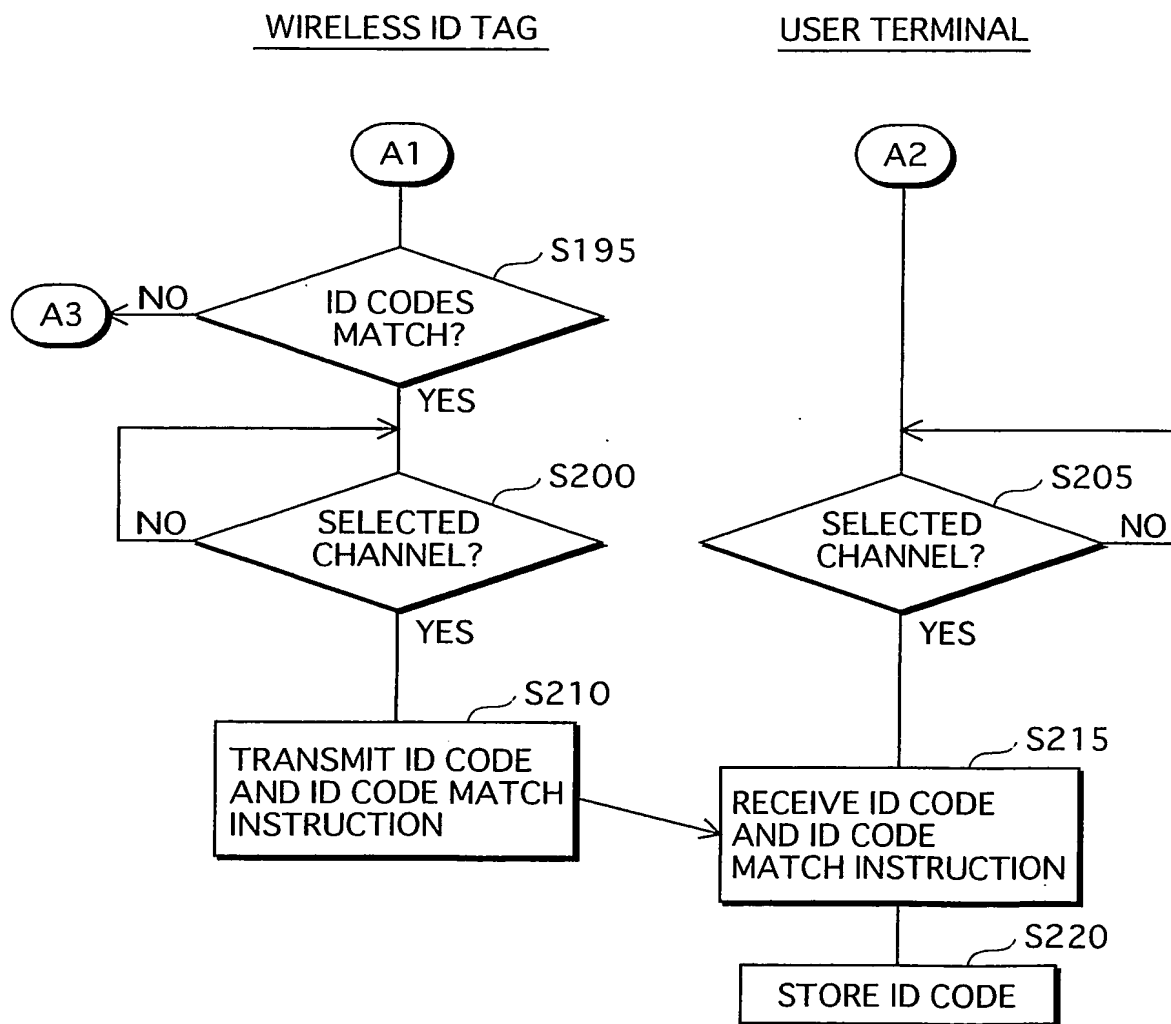 WIRELESS ID TAG
USER TERMINAL
A1
A2
S195
A3
NO
ID CODES
MATCH?
YES
S200
NO
SELECTED
CHANNEL?
YES
S205
SELECTED
CHANNEL?
NO
YES
S210
TRANSMIT ID CODE
AND ID CODE MATCH
INSTRUCTION
S215
RECEIVE ID CODE
AND ID CODE
MATCH INSTRUCTION
S220
STORE ID CODE